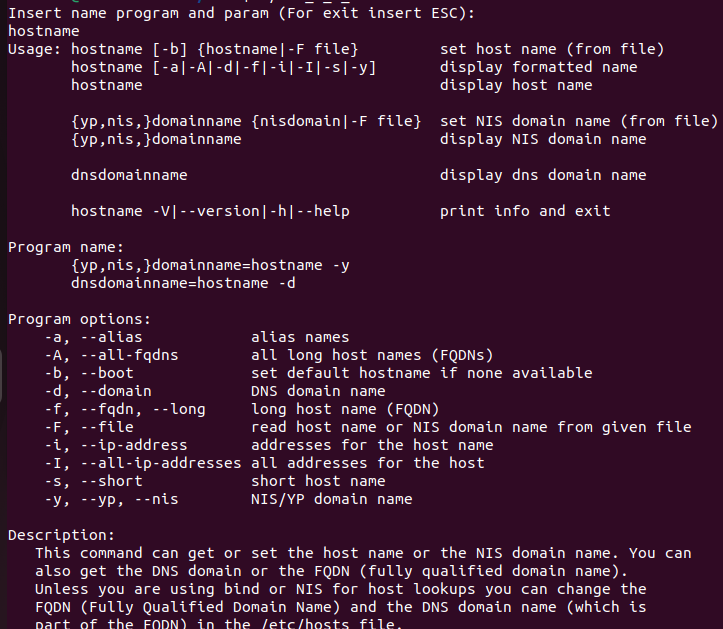 Insert name program and param (For exit insert ESC):
hostname
Usage: hostname [-b] {hostname|-F file}         set host name (from file)
       hostname [-a|-A|-d|-f|-i|-I|-s|-y]       display formatted name
       hostname                                 display host name

       {yp,nis,}domainname {nisdomain|-F file}  set NIS domain name (from file)
       {yp,nis,}domainname                      display NIS domain name

       dnsdomainname                            display dns domain name

       hostname -V|--version|-h|--help          print info and exit

Program name:
       {yp,nis,}domainname=hostname -y
       dnsdomainname=hostname -d

Program options:
    -a, --alias            alias names
    -A, --all-fqdns        all long host names (FQDNs)
    -b, --boot             set default hostname if none available
    -d, --domain           DNS domain name
    -f, --fqdn, --long     long host name (FQDN)
    -F, --file             read host name or NIS domain name from given file
    -i, --ip-address       addresses for the host name
    -I, --all-ip-addresses all addresses for the host
    -s, --short            short host name
    -y, --yp, --nis        NIS/YP domain name

Description:
   This command can get or set the host name or the NIS domain name. You can
   also get the DNS domain or the FQDN (fully qualified domain name).
   Unless you are using bind or NIS for host lookups you can change the
   FQDN (Fully Qualified Domain Name) and the DNS domain name (which is
   part of the FQDN) in the /etc/hosts file.